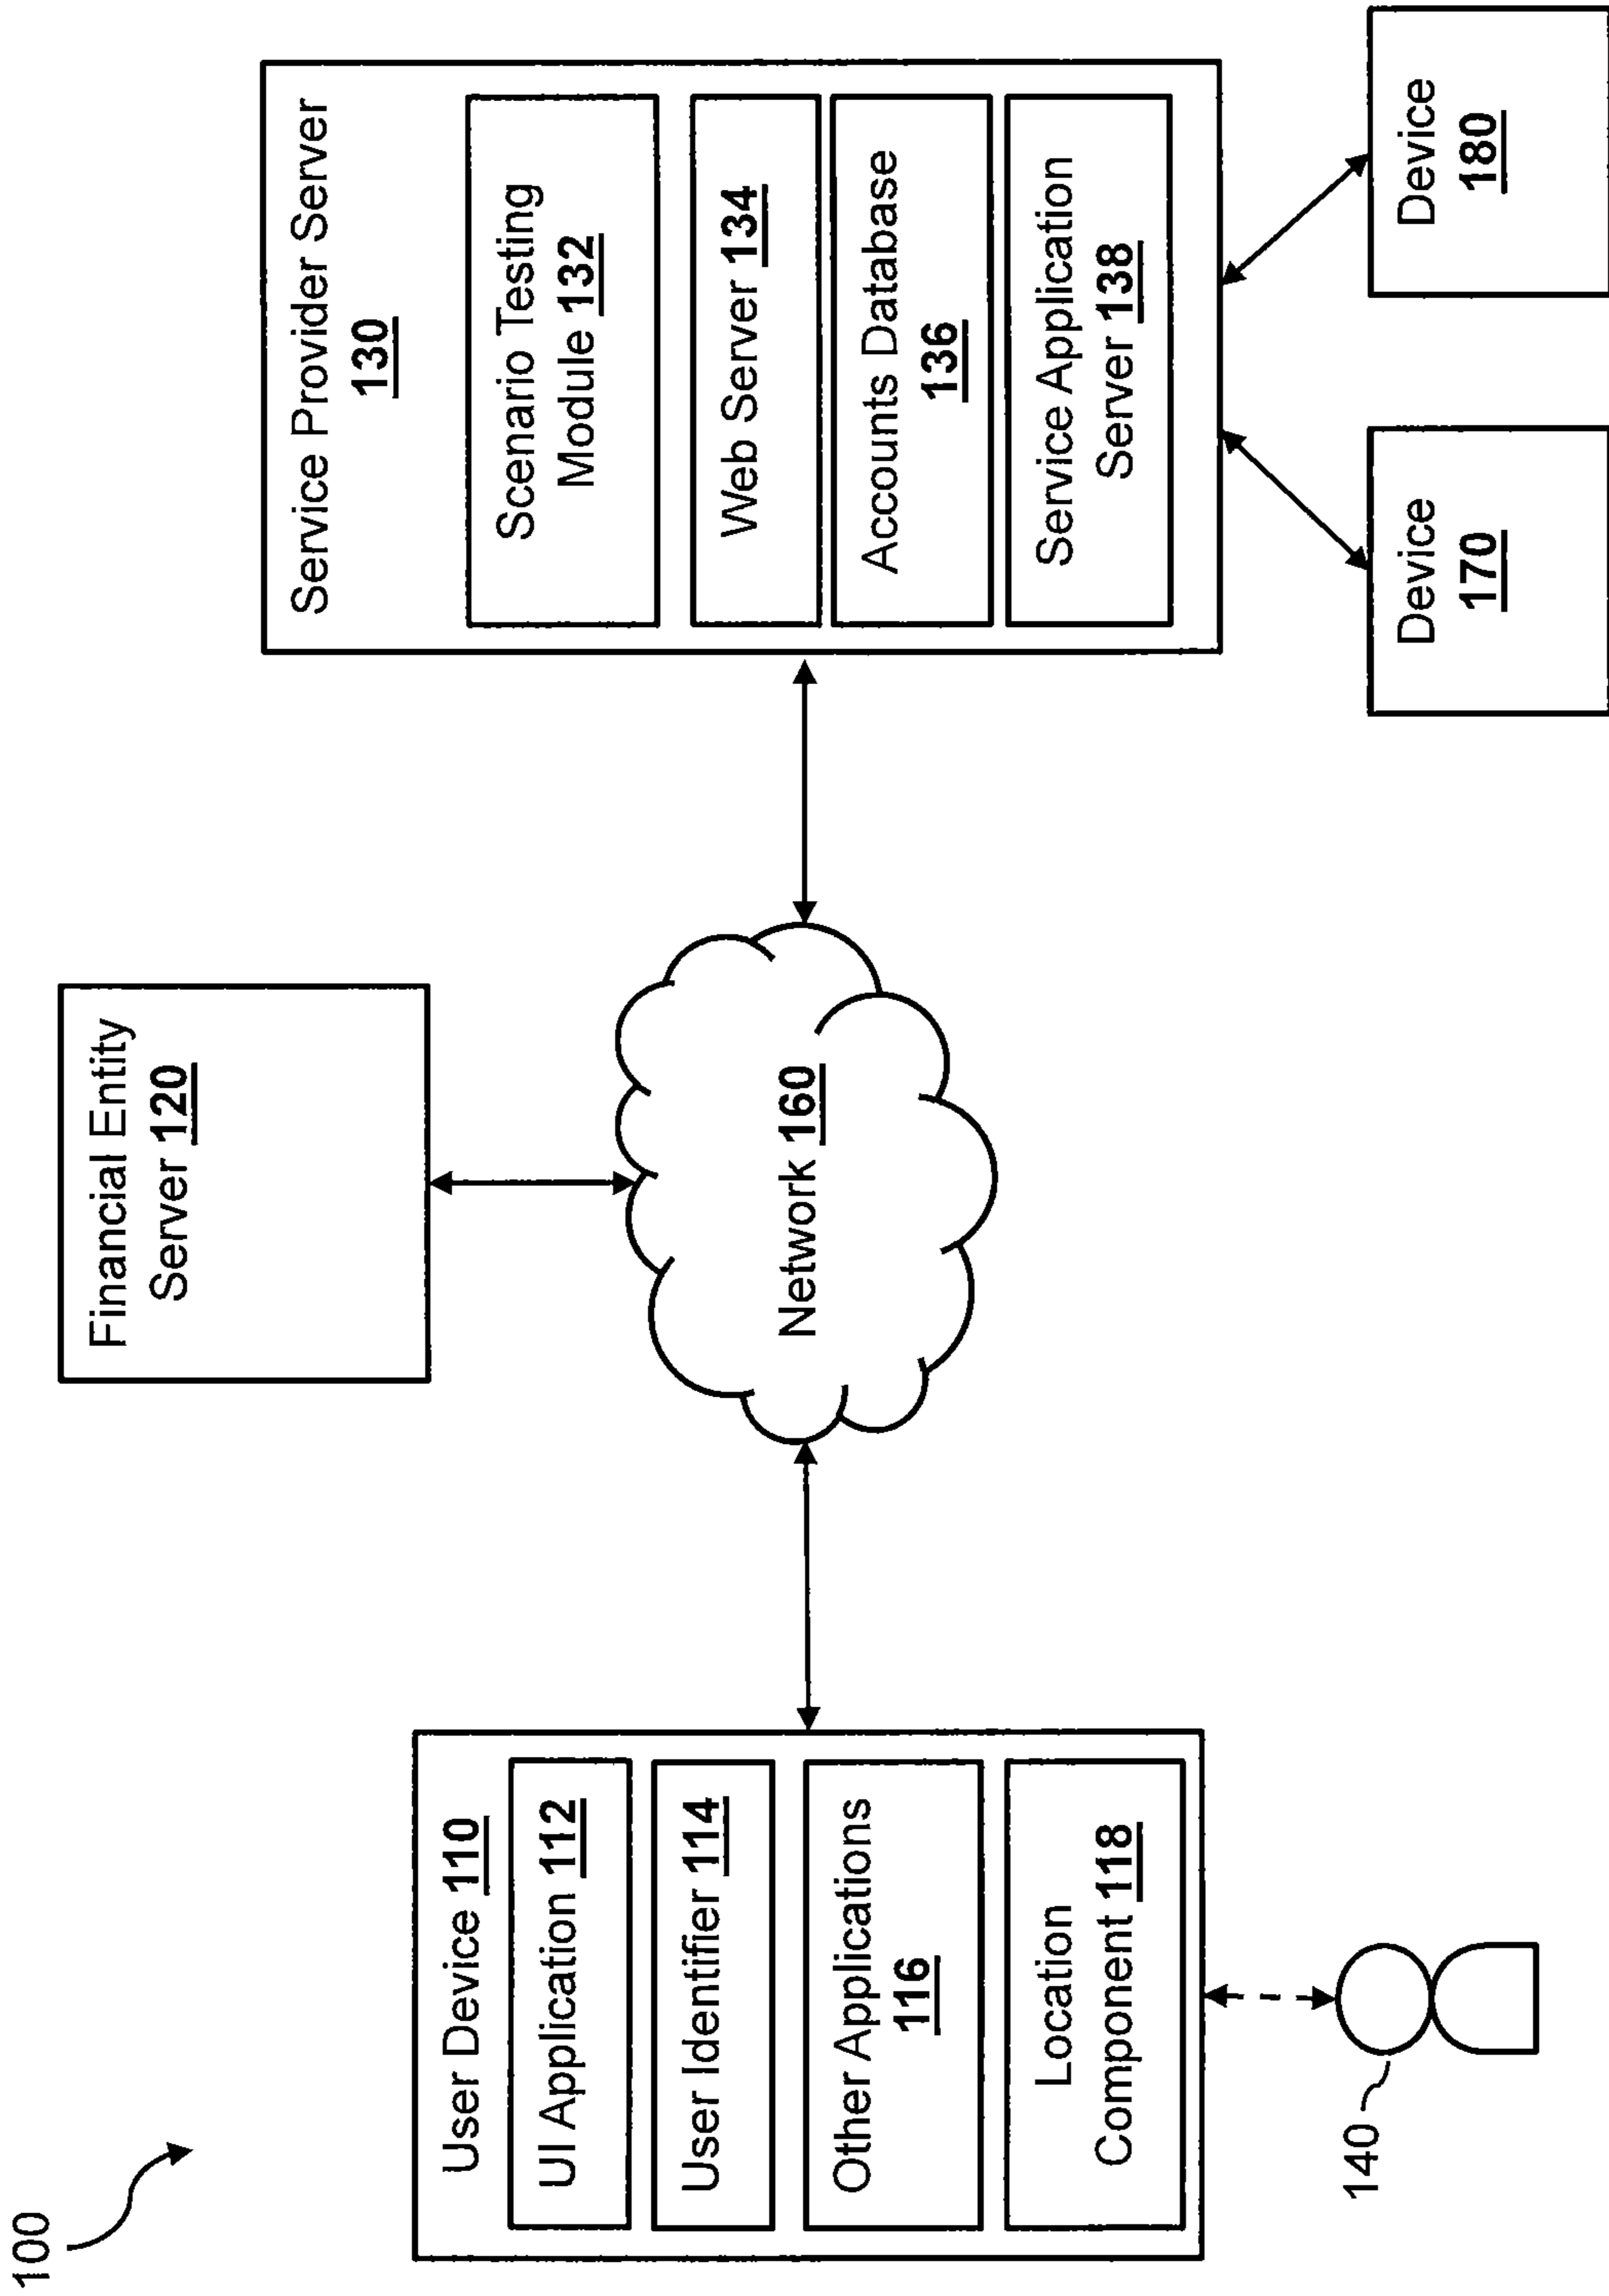 100
User Device 110
UI Application 112
User Identifier 114
Other Applications
116
Location
Component 118
140
Financial Entity
Server 120
Network 160
Service Provider Server
130
Scenario Testing
Module 132
Web Server 134
Accounts Database
136
Service Application
Server 138
Device
170
Device
180